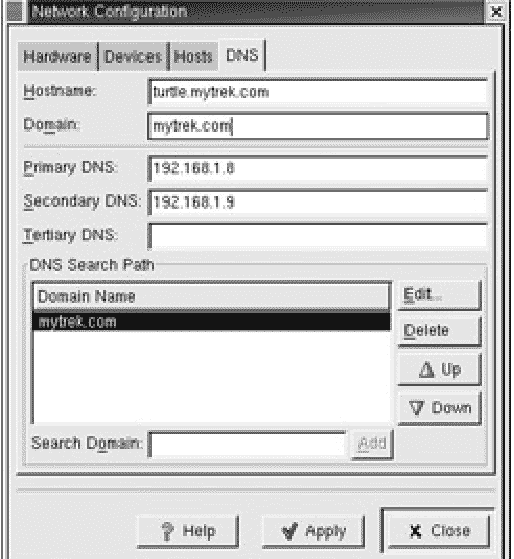 Network Configuration
Hardware Devices Hosts DNS
Hostname: turtle.mytrek.com
Domain: mytrek.com
Primary DNS: 192.168.1.8
Secondary DNS: 192.168.1.9
Tertiary DNS:
DNS Search Path
Domain Name
mytrek.com
Edit...
Delete
Up
Down
Search Domain: Add
Help Apply Close